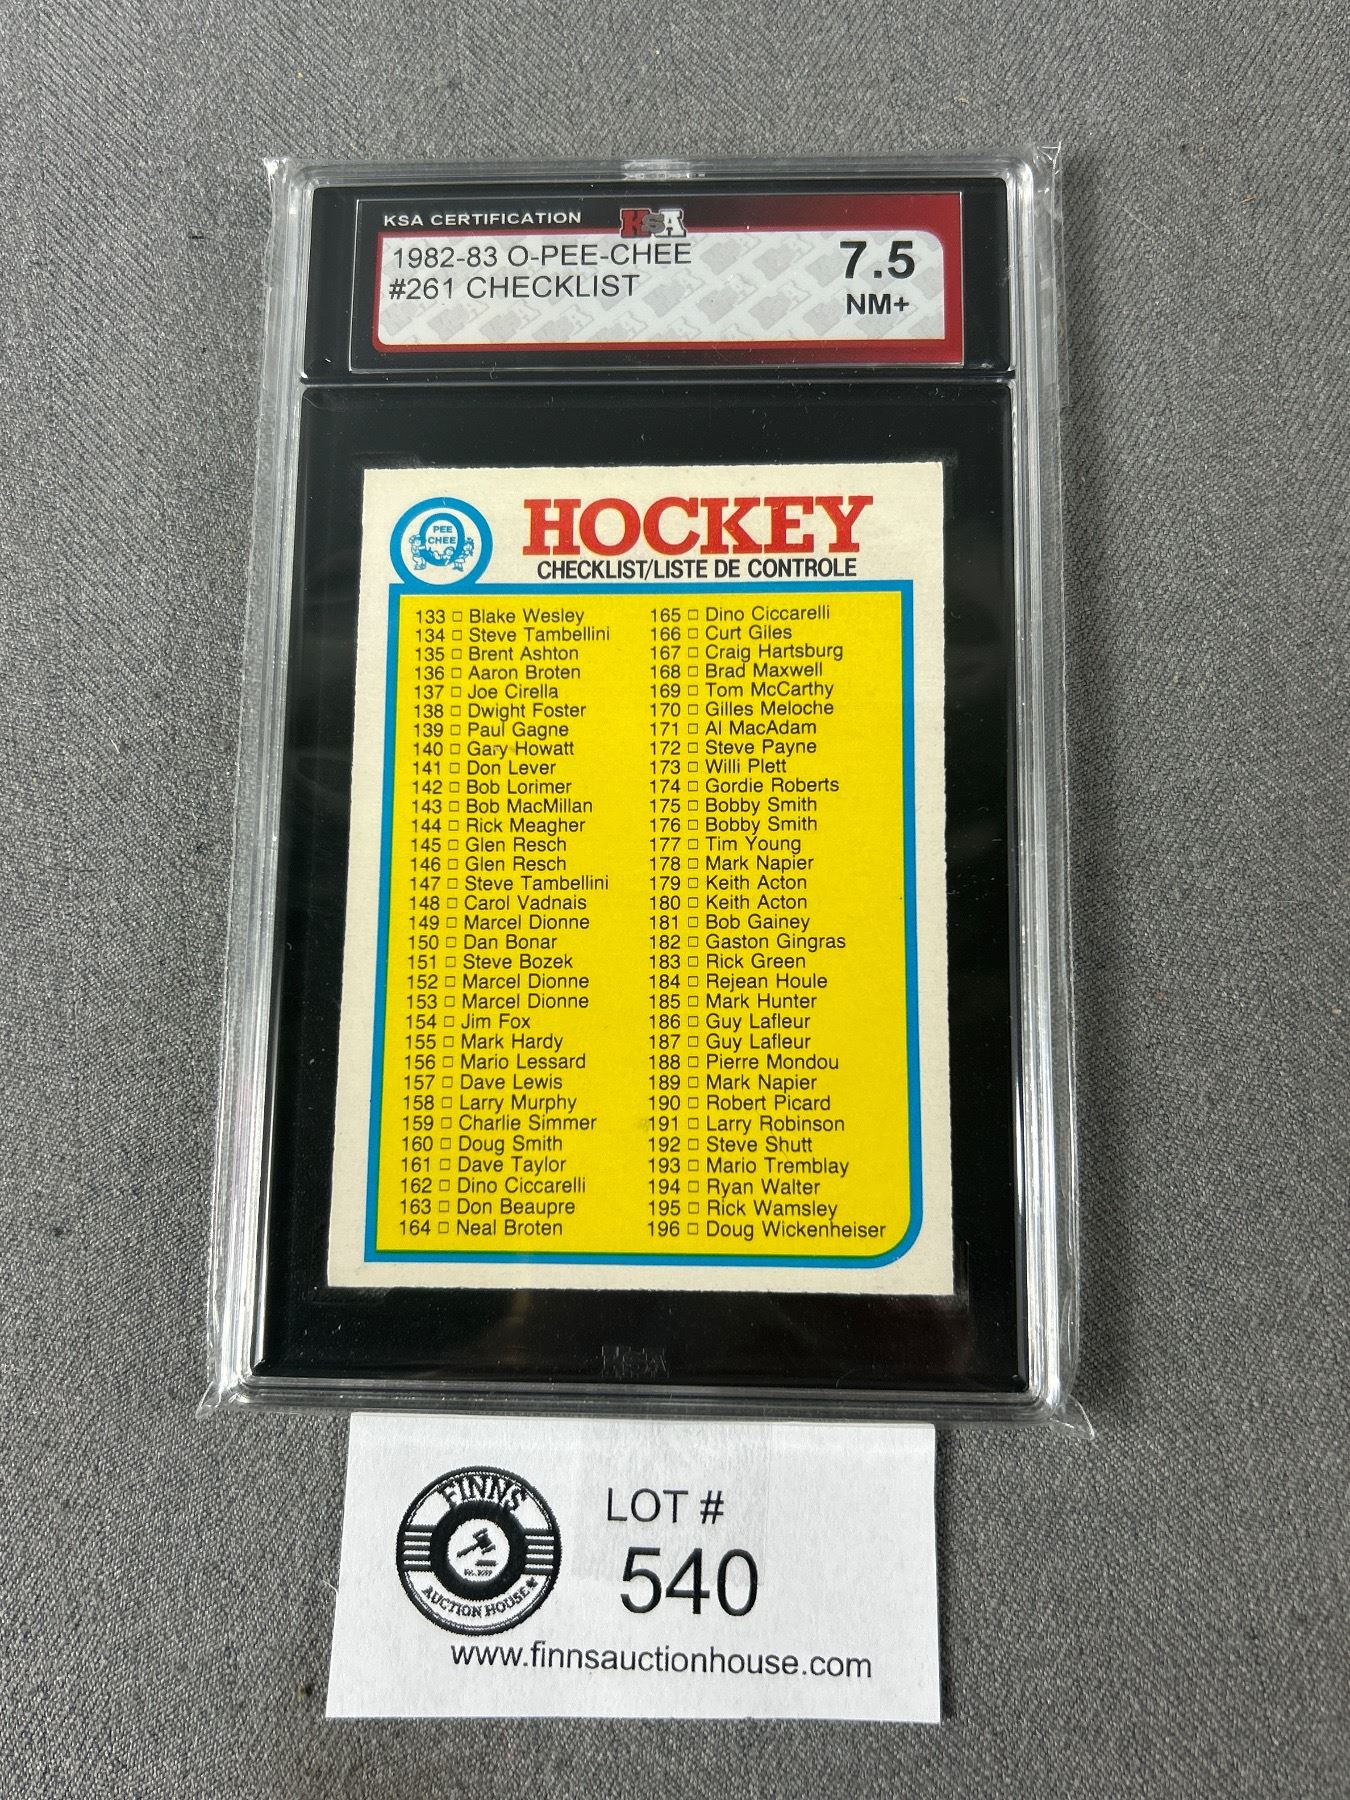 KSA CERTIFICATION KSA
1982-83 O-PEE-CHEE 7.5
#261 CHECKLIST NM+
PEE
CHEE
HOCKEY
CHECKLIST/LISTE DE CONTROLE
133 □ Blake Wesley
134 □ Steve Tambellini
135 □ Brent Ashton
136 □ Aaron Broten
137 □ Joe Cirella
138 □ Dwight Foster
139 □ Paul Gagne
140 □ Gary Howatt
141 □ Don Lever
142 □ Bob Lorimer
143 □ Bob MacMillan
144 □ Rick Meagher
145 □ Glen Resch
146 □ Glen Resch
147 □ Steve Tambellini
148 □ Carol Vadnais
149 □ Marcel Dionne
150 □ Dan Bonar
151 □ Steve Bozek
152 □ Marcel Dionne
153 □ Marcel Dionne
154 □ Jim Fox
155 □ Mark Hardy
156 □ Mario Lessard
157 □ Dave Lewis
158 □ Larry Murphy
159 □ Charlie Simmer
160 □ Doug Smith
161 □ Dave Taylor
162 □ Dino Ciccarelli
163 □ Don Beaupre
164 □ Neal Broten
165 □ Dino Ciccarelli
166 □ Curt Giles
167 □ Craig Hartsburg
168 □ Brad Maxwell
169 □ Tom McCarthy
170 □ Gilles Meloche
171 □ Al MacAdam
172 □ Steve Payne
173 □ Willi Plett
174 □ Gordie Roberts
175 □ Bobby Smith
176 □ Bobby Smith
177 □ Tim Young
178 □ Mark Napier
179 □ Keith Acton
180 □ Keith Acton
181 □ Bob Gainey
182 □ Gaston Gingras
183 □ Rick Green
184 □ Rejean Houle
185 □ Mark Hunter
186 □ Guy Lafleur
187 □ Guy Lafleur
188 □ Pierre Mondou
189 □ Mark Napier
190 □ Robert Picard
191 □ Larry Robinson
192 □ Steve Shutt
193 □ Mario Tremblay
194 □ Ryan Walter
195 □ Rick Wamsley
196 □ Doug Wickenheiser
KSA
FINNS
AUCTION HOUSE
LOT #
540
www.finnsauctionhouse.com